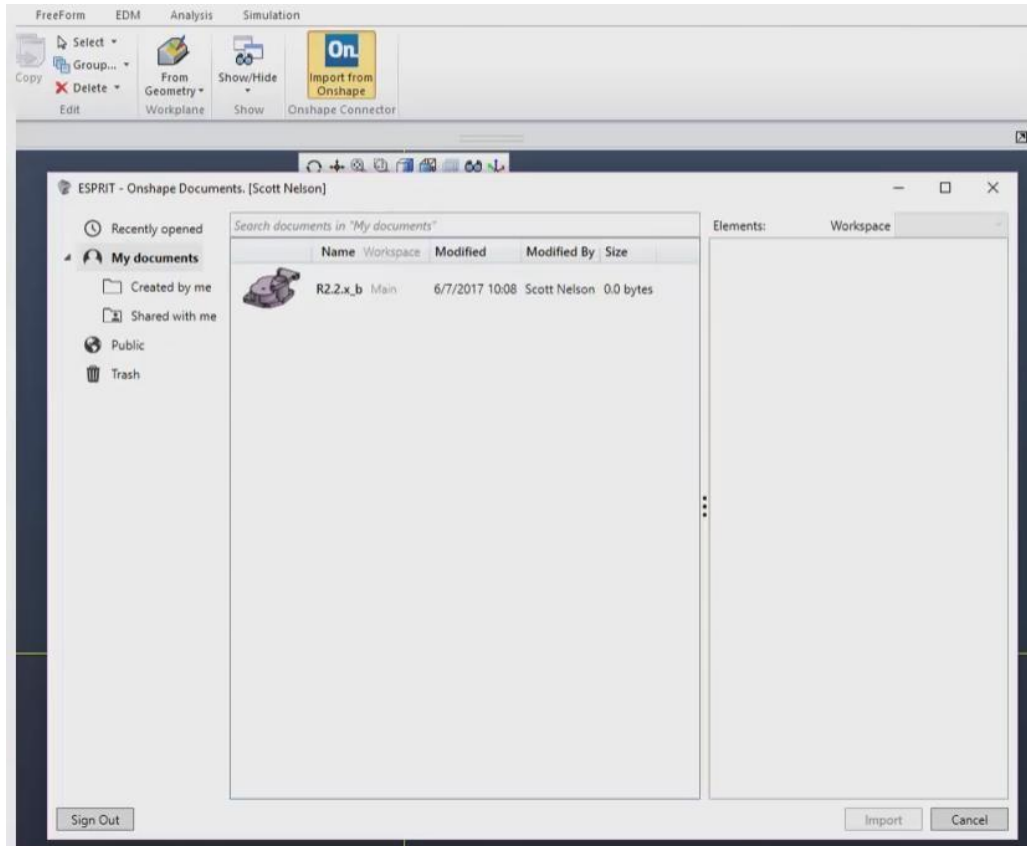 FreeForm EDM Analysis Simulation
Copy
Select
Group...
Delete
Edit
From Geometry
Workplane
Show/Hide
Show
On
Import from Onshape
Onshape Connector
ESPRIT - Onshape Documents. [Scott Nelson]
Recently opened
My documents
Created by me
Shared with me
Public
Trash
Search documents in "My documents"
Name Workspace Modified Modified By Size
R2.2.x_b Main 6/7/2017 10:08 Scott Nelson 0.0 bytes
Elements: Workspace
Sign Out Import Cancel